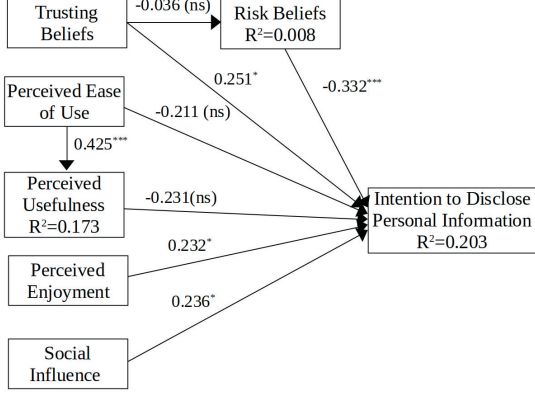 Trusting
Beliefs
-0.036 (ns)
Risk Beliefs
R²=0.008
0.251*
-0.332***
Perceived Ease
of Use
-0.211 (ns)
0.425***
Perceived
Usefulness
R²=0.173
-0.231(ns)
Intention to Disclose
Personal Information
R²=0.203
0.232*
Perceived
Enjoyment
0.236*
Social
Influence